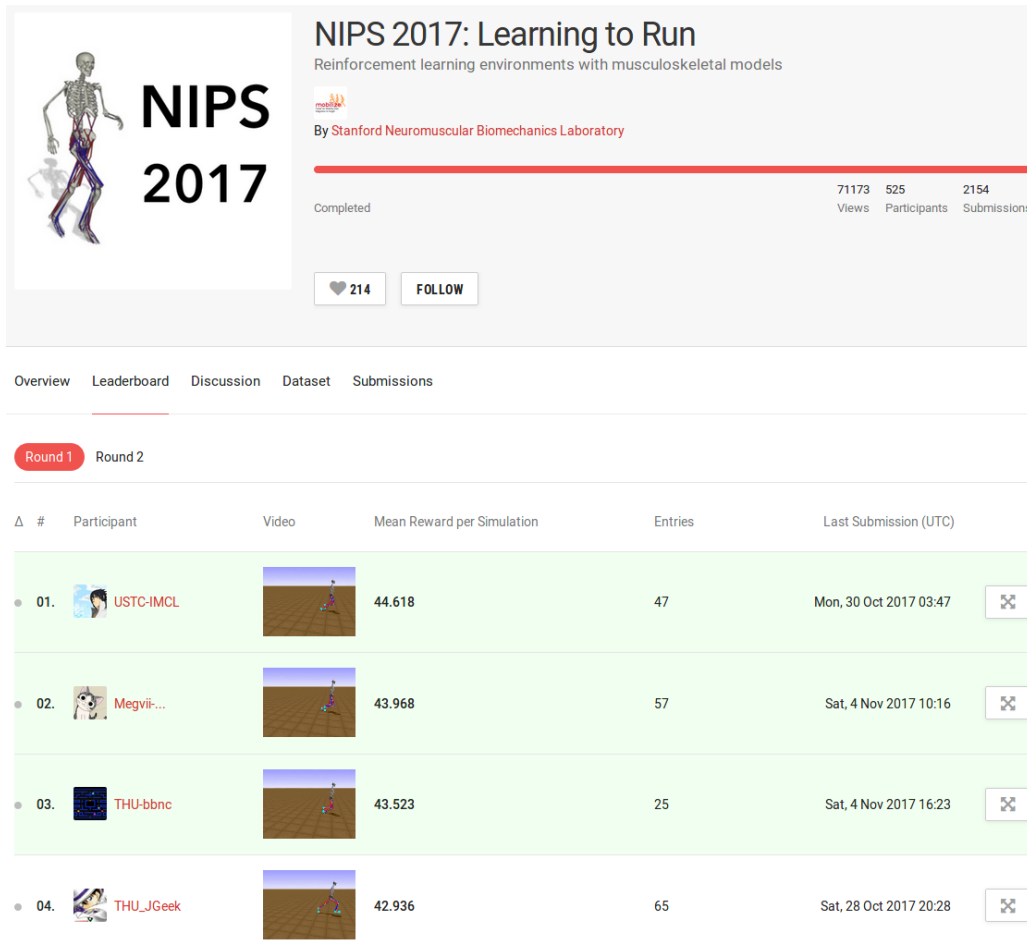 NIPS 2017: Learning to Run
Reinforcement learning environments with musculoskeletal models
NIPS
2017
mobilize
By Stanford Neuromuscular Biomechanics Laboratory
71173 525 2154
Completed Views Participants Submissions
214 FOLLOW
Overview Leaderboard Discussion Dataset Submissions
Round 1 Round 2
Δ # Participant Video Mean Reward per Simulation Entries Last Submission (UTC)
01. USTC-IMCL 44.618 47 Mon, 30 Oct 2017 03:47
02. Megvii-... 43.968 57 Sat, 4 Nov 2017 10:16
03. THU-bbnc 43.523 25 Sat, 4 Nov 2017 16:23
04. THU_JGeek 42.936 65 Sat, 28 Oct 2017 20:28